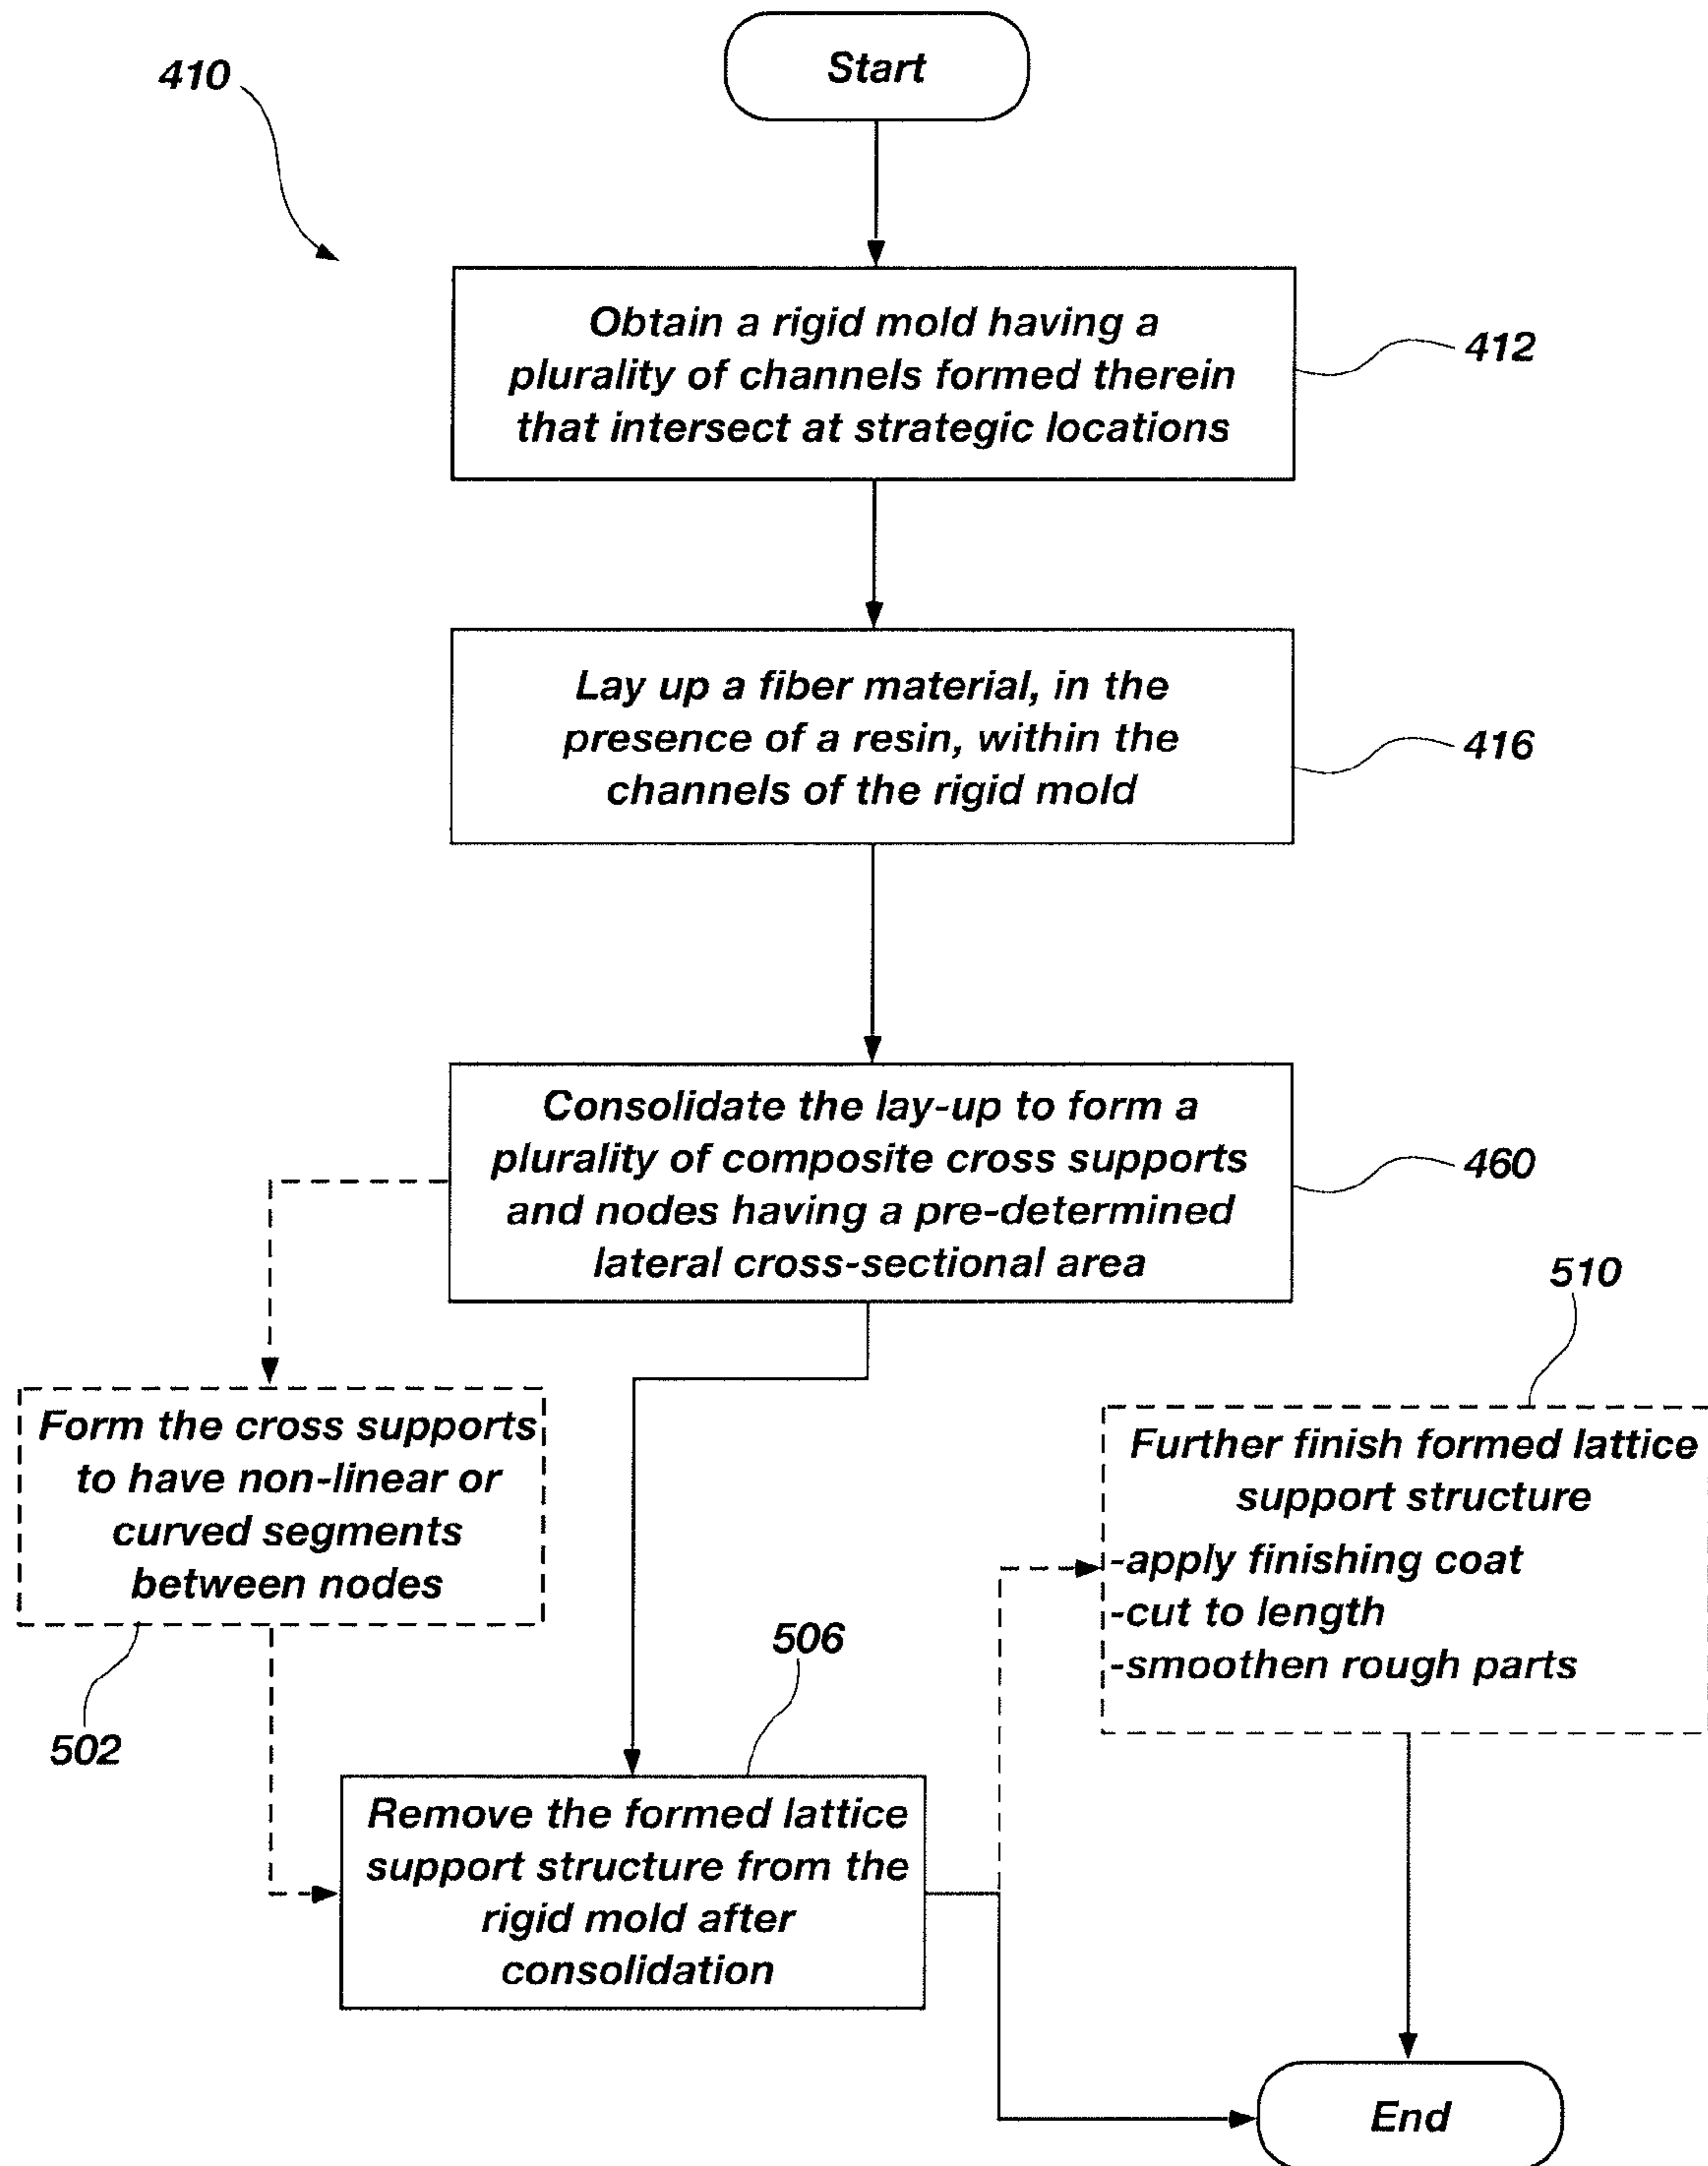 Start
410
Obtain a rigid mold having a
plurality of channels formed therein
that intersect at strategic locations
412
Lay up a fiber material, in the
presence of a resin, within the
channels of the rigid mold
416
Consolidate the lay-up to form a
plurality of composite cross supports
and nodes having a pre-determined
lateral cross-sectional area
460
510
Form the cross supports
to have non-linear or
curved segments
between nodes
502
Further finish formed lattice
support structure
-apply finishing coat
-cut to length
-smoothen rough parts
506
Remove the formed lattice
support structure from the
rigid mold after
consolidation
End